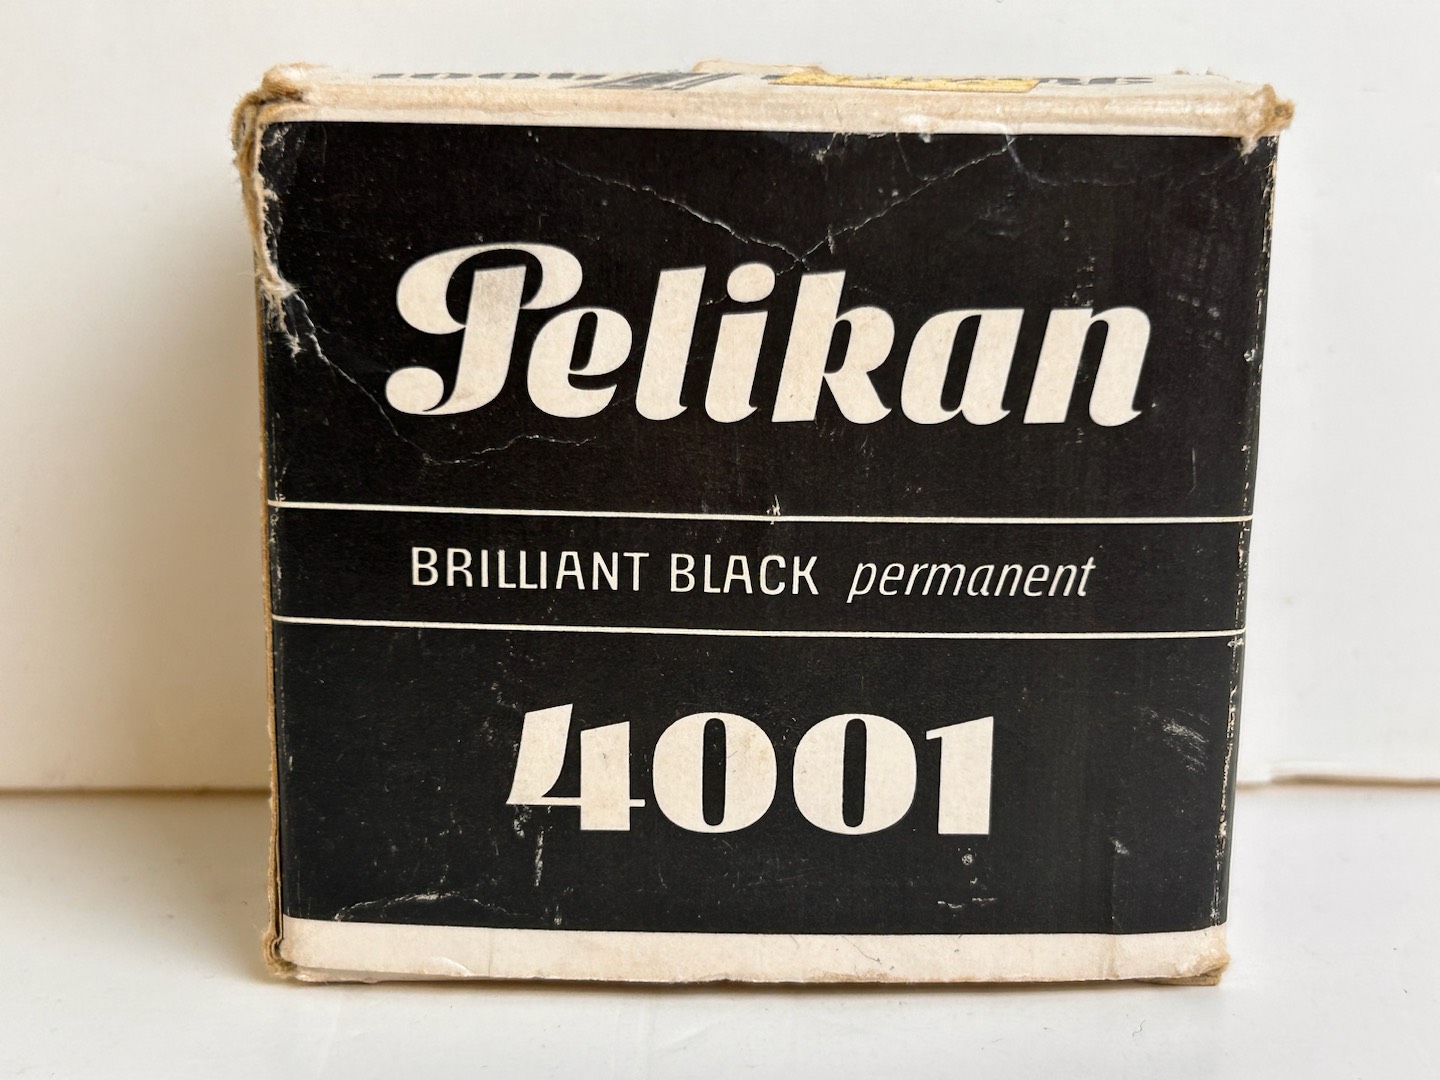 Pelikan
BRILLIANT BLACK permanent
4001